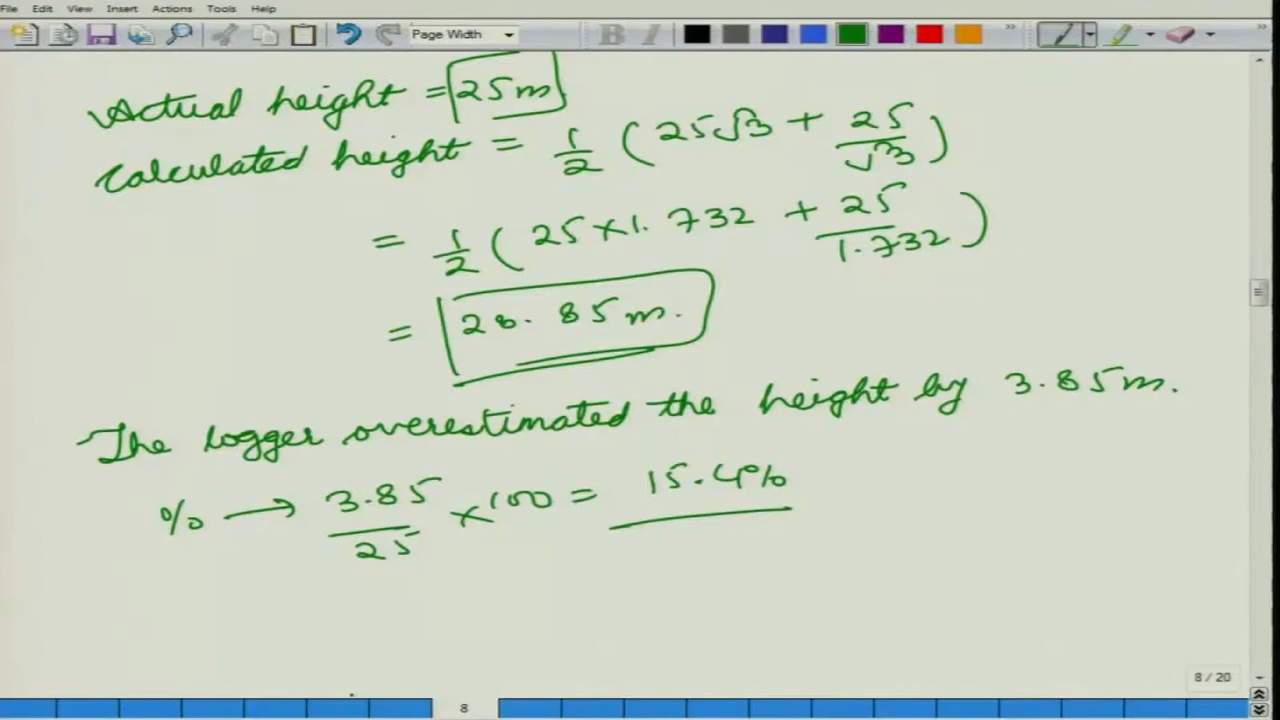 File Edit View Insert Actions Tools Help
Page Width B I
Actual height = 25 m
Calculated height = 1/2 ( 25√3 + 25/√3 )
= 1/2 ( 25 × 1.732 + 25/1.732 )
= 28.85 m.
The logger overestimated the height by 3.85 m.
% → 3.85/25 × 100 = 15.4%
8 / 20
8